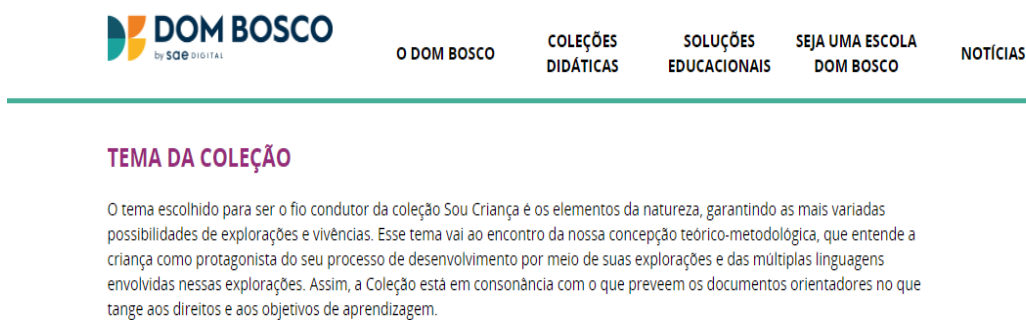 DOM BOSCO
by sae DIGITAL
O DOM BOSCO
COLEÇÕES
DIDÁTICAS
SOLUÇÕES
EDUCACIONAIS
SEJA UMA ESCOLA
DOM BOSCO
NOTÍCIAS
TEMA DA COLEÇÃO
O tema escolhido para ser o fio condutor da coleção Sou Criança é os elementos da natureza, garantindo as mais variadas
possibilidades de explorações e vivências. Esse tema vai ao encontro da nossa concepção teórico-metodológica, que entende a
criança como protagonista do seu processo de desenvolvimento por meio de suas explorações e das múltiplas linguagens
envolvidas nessas explorações. Assim, a Coleção está em consonância com o que preveem os documentos orientadores no que
tange aos direitos e aos objetivos de aprendizagem.